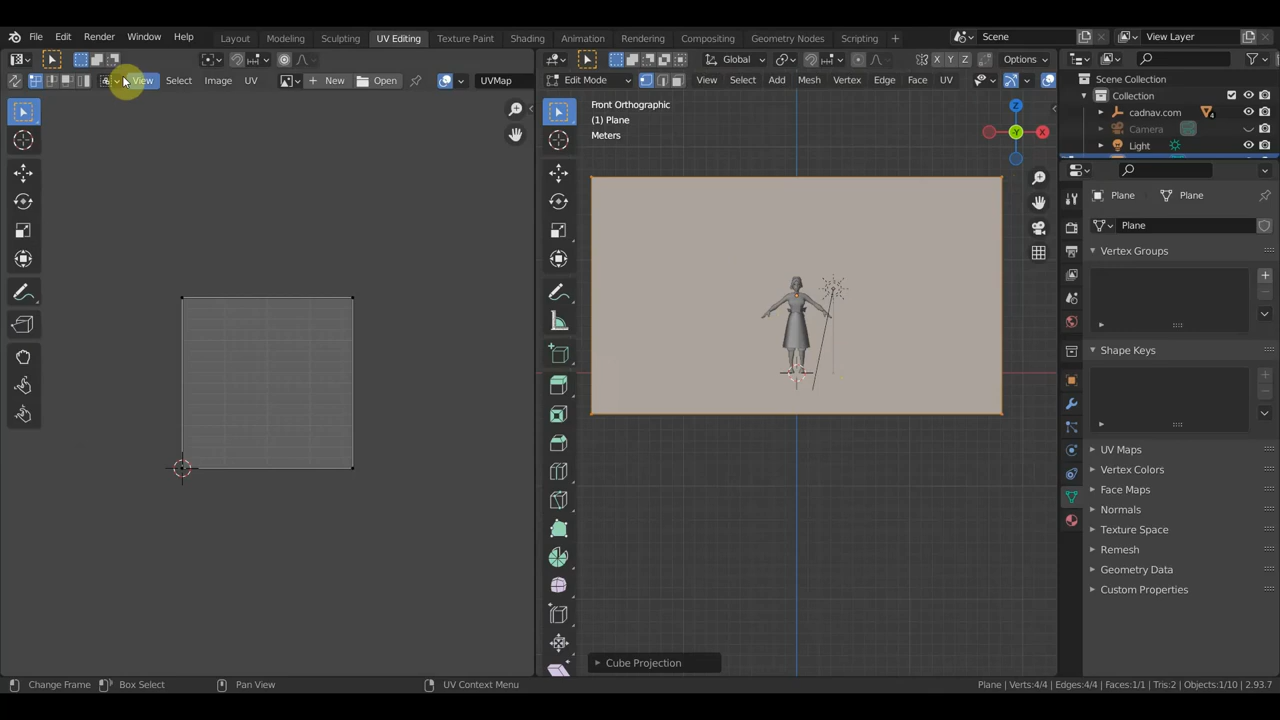 File Edit Render Window Help Layout Modeling Sculpting UV Editing Texture Paint Shading Animation Rendering Compositing Scripting + Scene View Layer
View Select Image UV New Open UVMap
Edit Mode View Select Add Mesh Vertex Edge Face UV
Global X Y Z Options
Front Orthographic
(1) Plane
Meters
Z
Y
X
Cube Projection
Scene Collection
Collection
cadnav.com 4
Camera
Light
Plane Plane
Plane
Vertex Groups
Shape Keys
UV Maps
Vertex Colors
Face Maps
Normals
Texture Space
Remesh
Geometry Data
Custom Properties
Change Frame Box Select Pan View UV Context Menu Plane | Verts:4/4 | Edges:4/4 | Faces:1/1 | Tris:2 | Objects:1/10 | 2.93.7